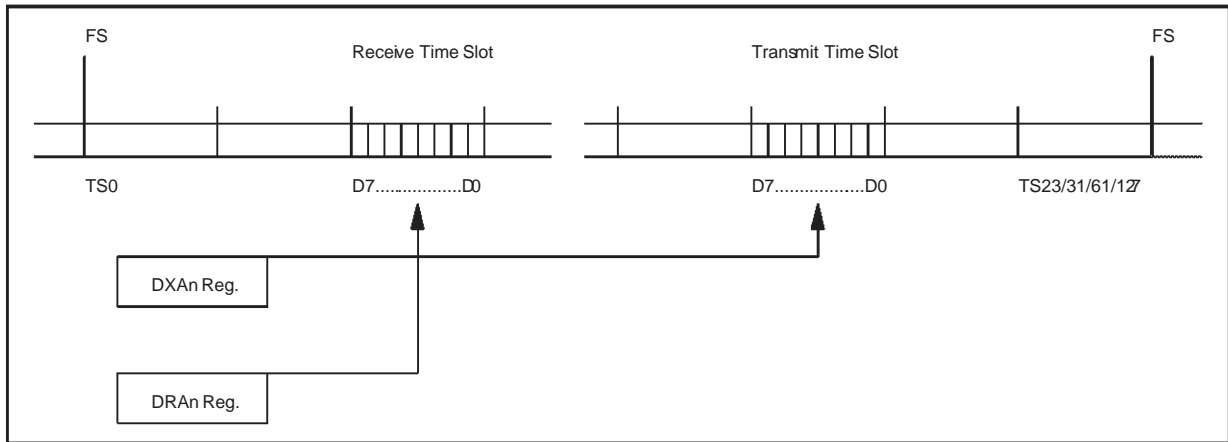 FS
FS
Receive Time Slot
Transmit Time Slot
TS0
D7..................D0
D7..................D0
TS23/31/61/127
DXAn Reg.
DRAn Reg.